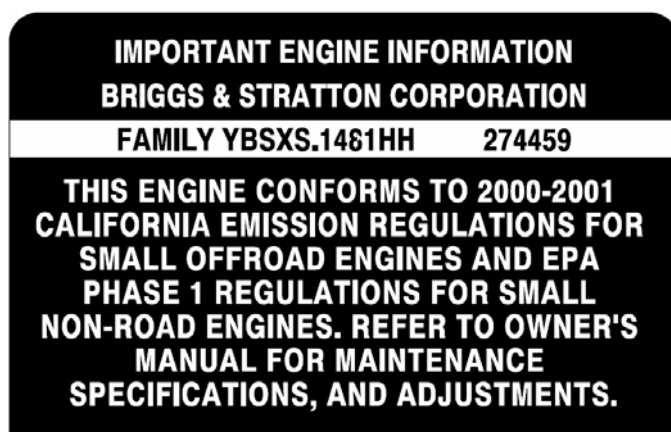 IMPORTANT ENGINE INFORMATION
BRIGGS & STRATTON CORPORATION
FAMILY YBSXS.1481HH 274459
THIS ENGINE CONFORMS TO 2000-2001
CALIFORNIA EMISSION REGULATIONS FOR
SMALL OFFROAD ENGINES AND EPA
PHASE 1 REGULATIONS FOR SMALL
NON-ROAD ENGINES. REFER TO OWNER'S
MANUAL FOR MAINTENANCE
SPECIFICATIONS, AND ADJUSTMENTS.